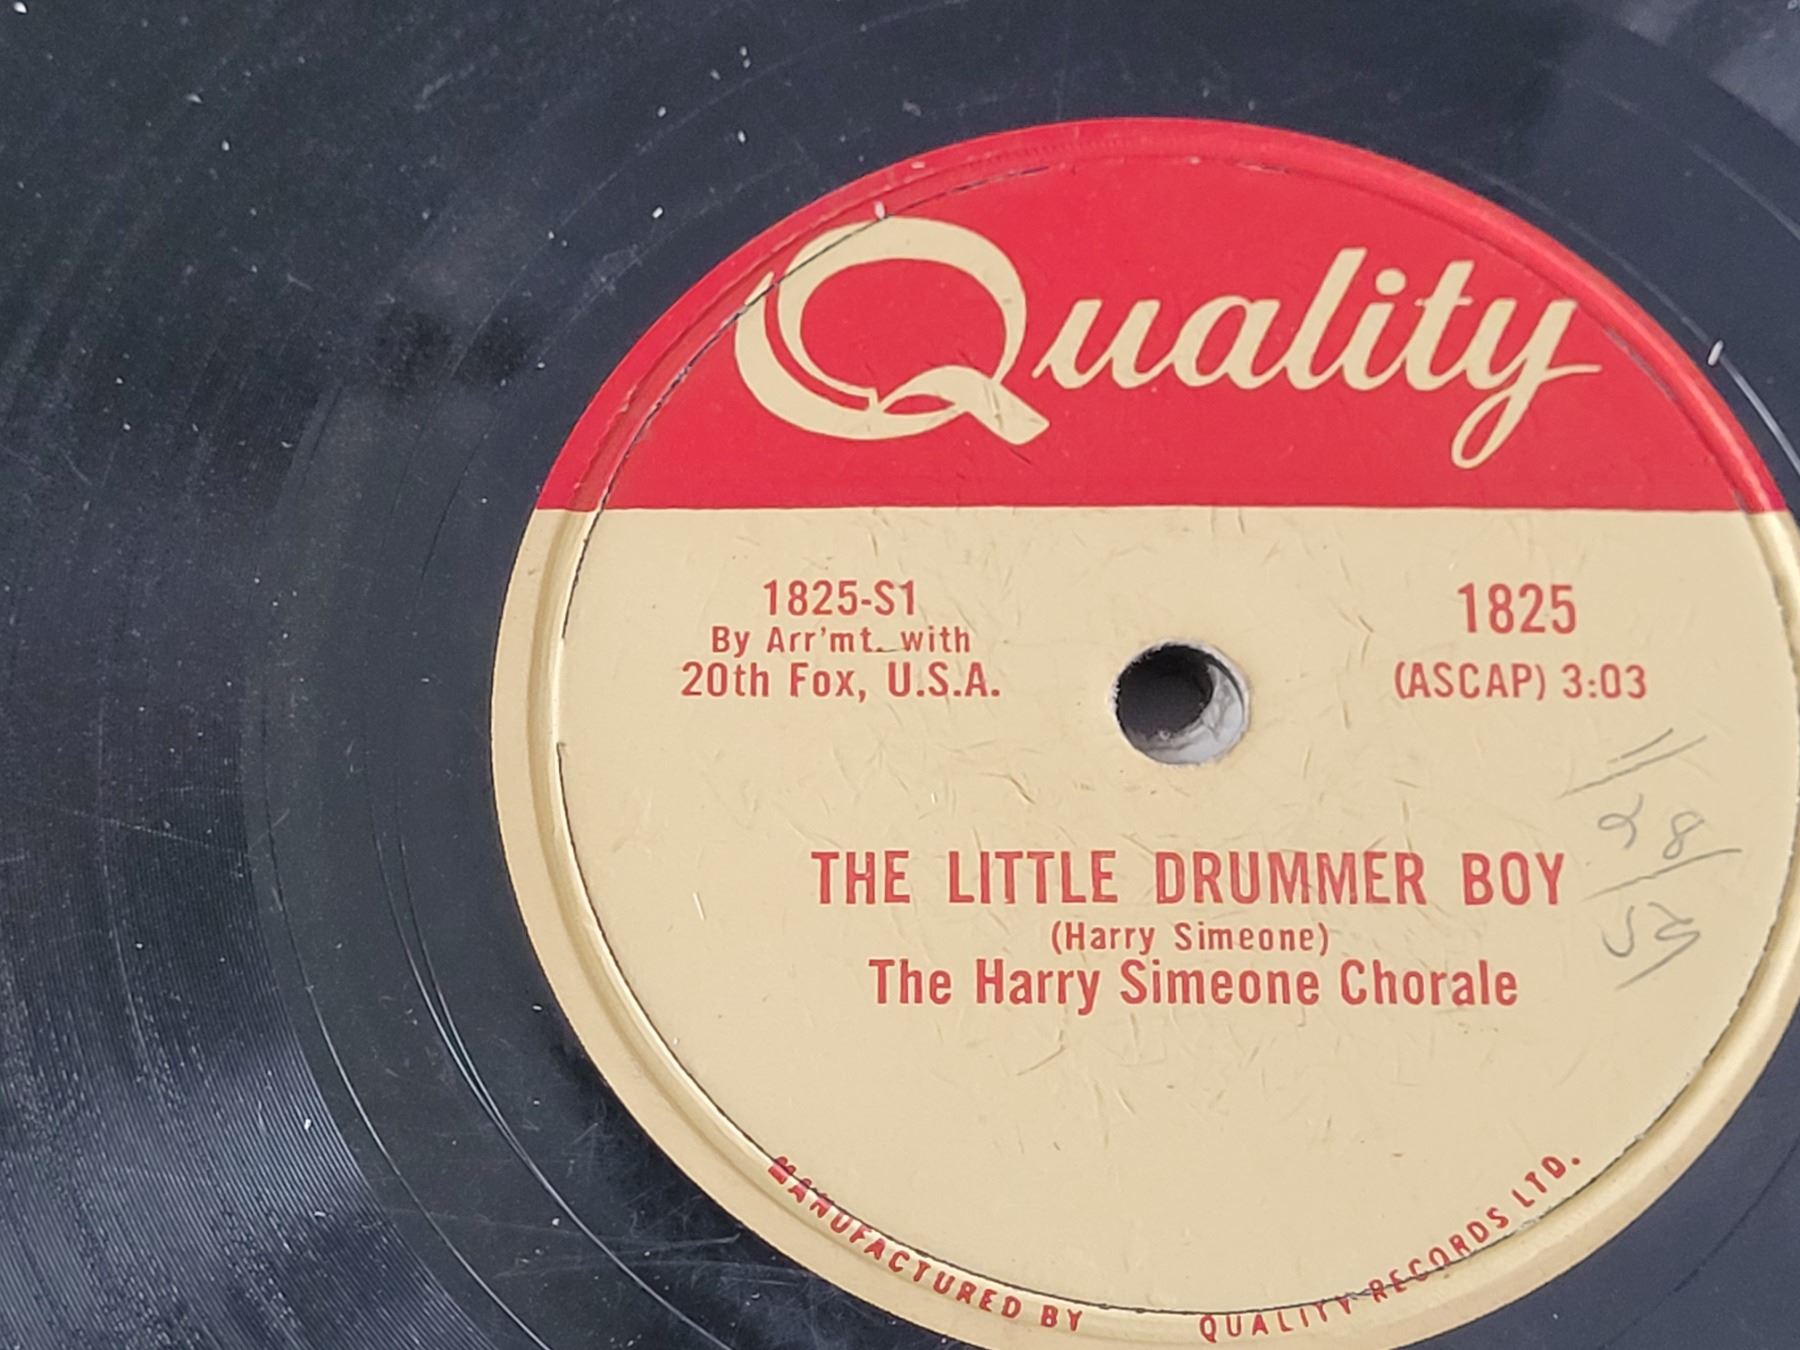 Quality
1825-S1
By Arr'mt. with
20th Fox, U.S.A.
1825
(ASCAP) 3:03
THE LITTLE DRUMMER BOY
(Harry Simeone)
The Harry Simeone Chorale
MANUFACTURED BY QUALITY RECORDS LTD.